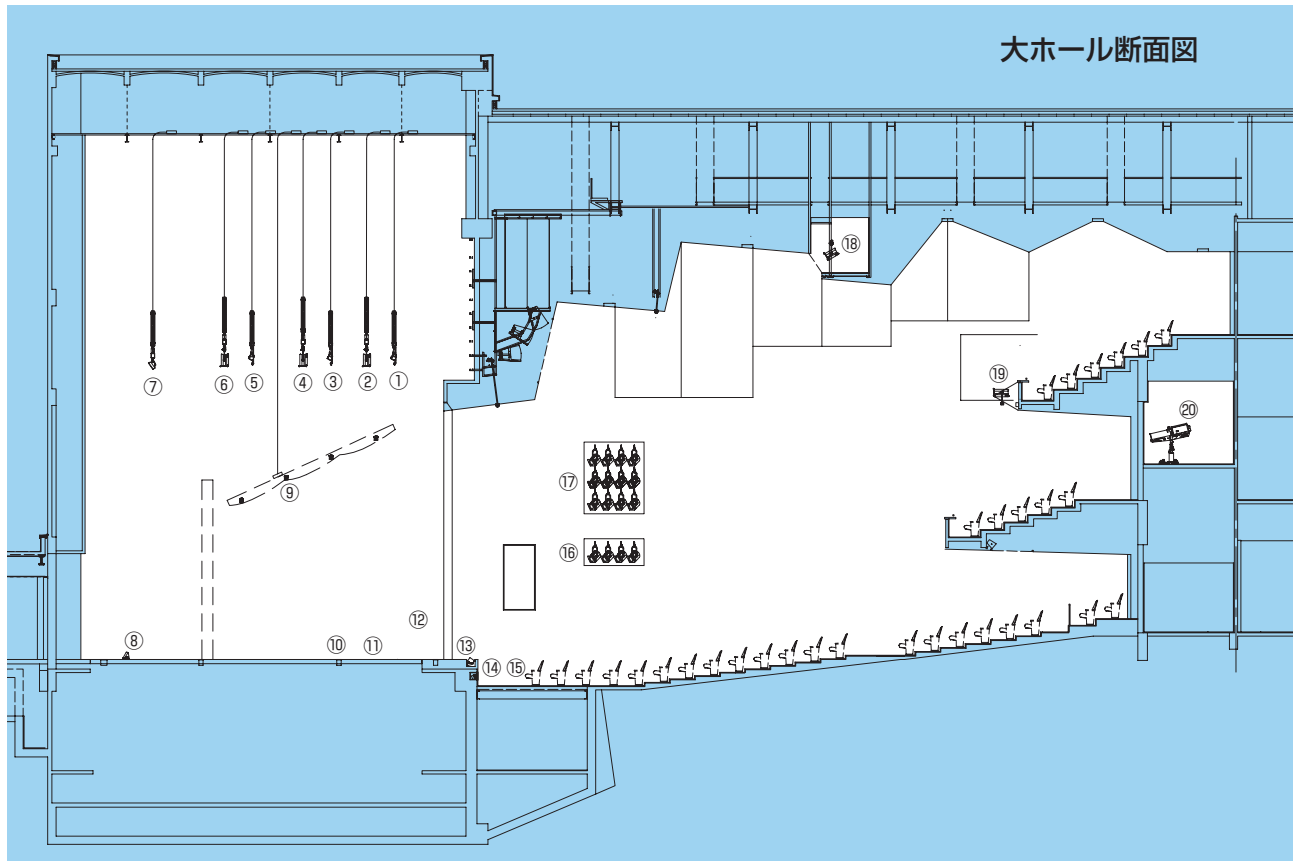 大ホール断面図
⑱
⑦ ⑥ ⑤ ④ ③ ② ①
⑲
⑳
⑰
⑨
⑯
⑫
⑧ ⑩ ⑪ ⑬
⑭ ⑮